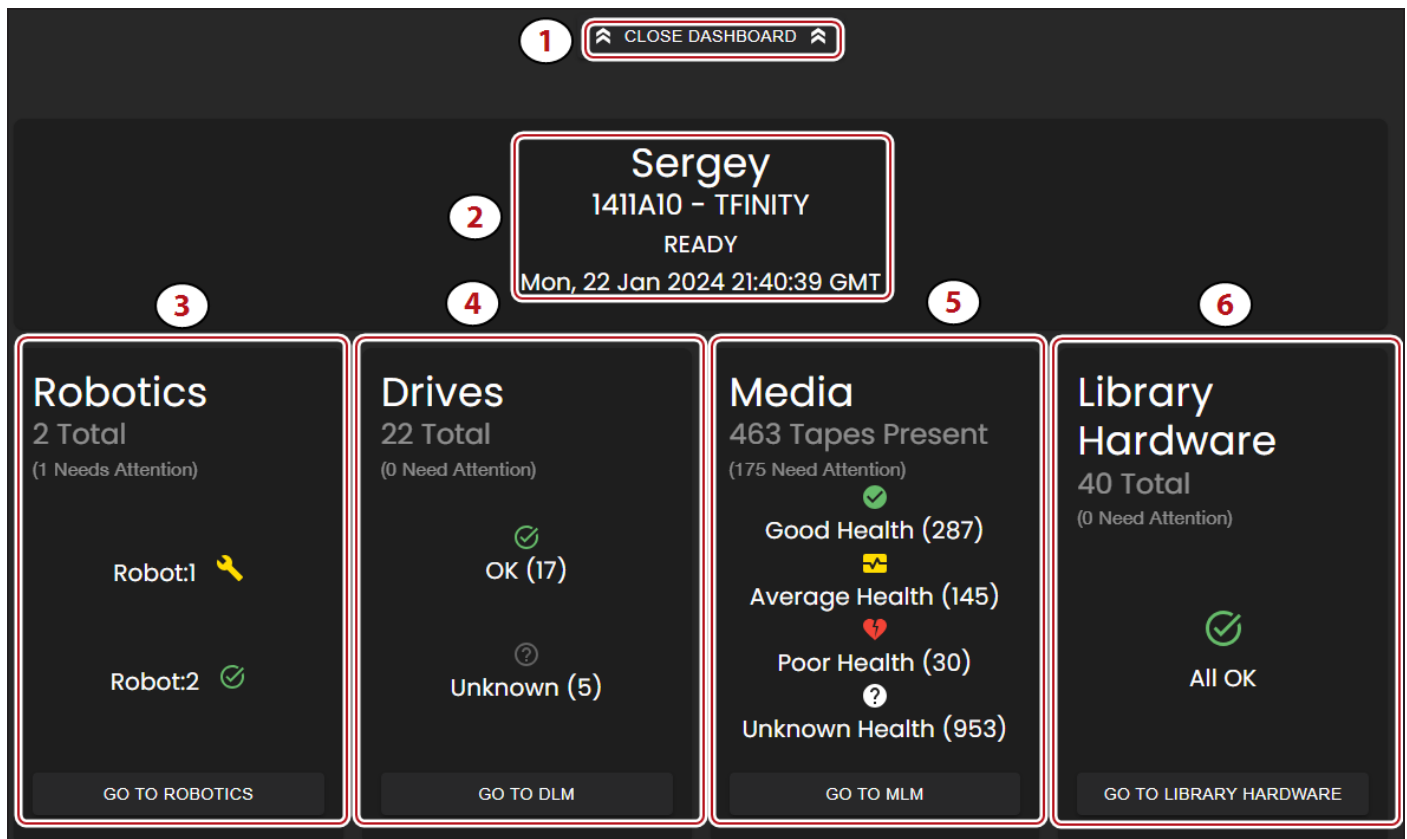 1
CLOSE DASHBOARD
2
Sergey
1411A10 - TFINITY
READY
Mon, 22 Jan 2024 21:40:39 GMT
3
Robotics
2 Total
(1 Needs Attention)
Robot:1
Robot:2
GO TO ROBOTICS
4
Drives
22 Total
(0 Need Attention)
OK (17)
Unknown (5)
GO TO DLM
5
Media
463 Tapes Present
(175 Need Attention)
Good Health (287)
Average Health (145)
Poor Health (30)
Unknown Health (953)
GO TO MLM
6
Library
Hardware
40 Total
(0 Need Attention)
All OK
GO TO LIBRARY HARDWARE